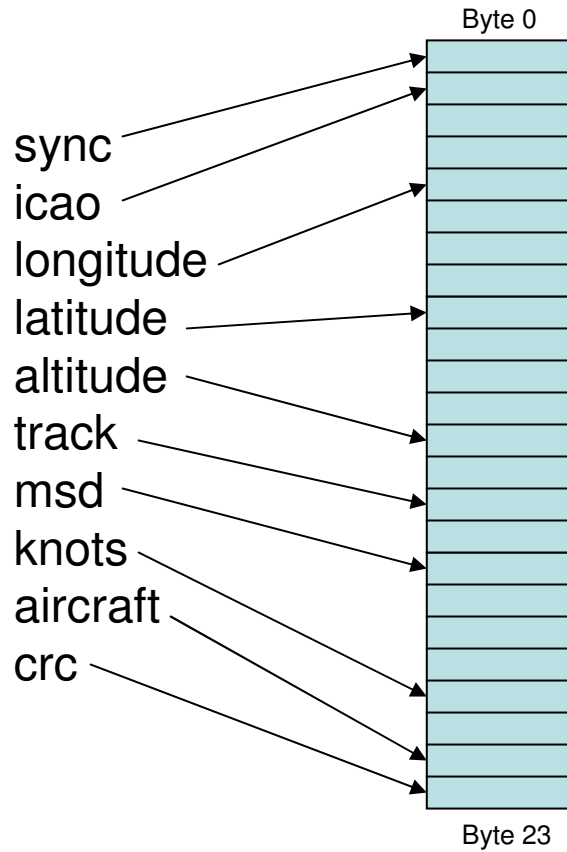 Byte 0
sync
icao
longitude
latitude
altitude
track
msd
knots
aircraft
crc
Byte 23